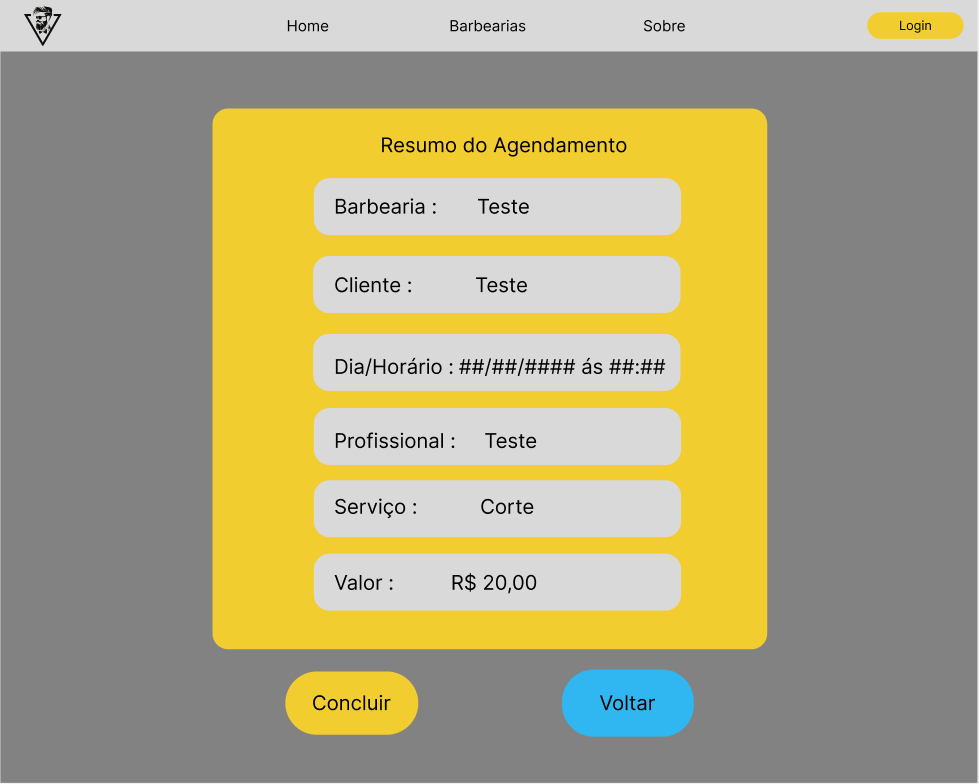 Home Barbearias Sobre Login
Resumo do Agendamento
Barbearia : Teste
Cliente : Teste
Dia/Horário : ##/##/#### ás ##:##
Profissional : Teste
Serviço : Corte
Valor : R$ 20,00
Concluir Voltar